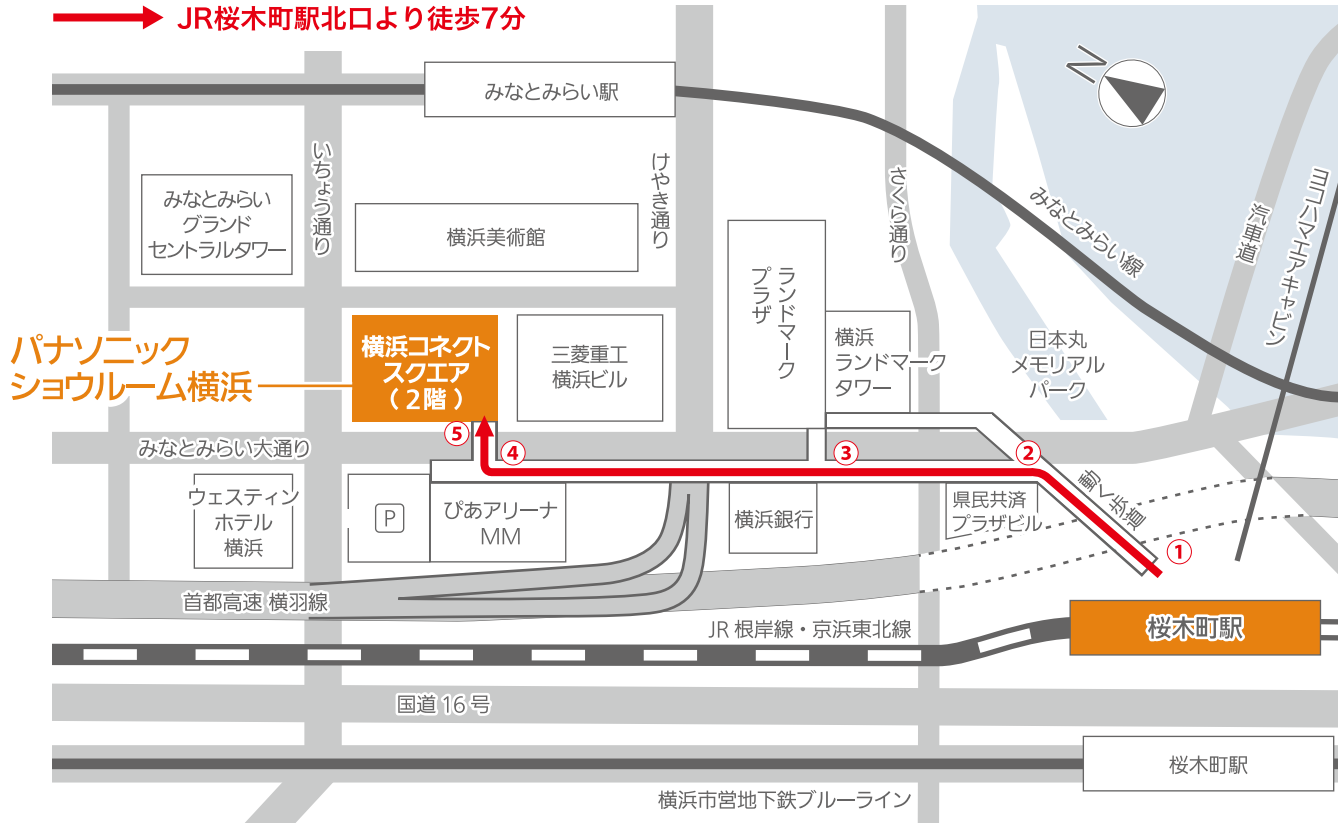 JR桜木町駅北口より徒歩7分
N
みなとみらい駅
いちょう通り
けやき通り
さくら通り
みなとみらい線
汽車道
ヨコハマエアキャビン
みなとみらい
グランド
セントラルタワー
横浜美術館
ランドマーク
プラザ
横浜
ランドマーク
タワー
日本丸
メモリアル
パーク
パナソニック
ショウルーム横浜
横浜コネクト
スクエア
(2階)
三菱重工
横浜ビル
みなとみらい大通り
⑤
④
③
②
①
動く歩道
ウェスティン
ホテル
横浜
P
ぴあアリーナ
MM
横浜銀行
県民共済
プラザビル
首都高速 横羽線
JR 根岸線・京浜東北線
桜木町駅
国道 16 号
桜木町駅
横浜市営地下鉄ブルーライン